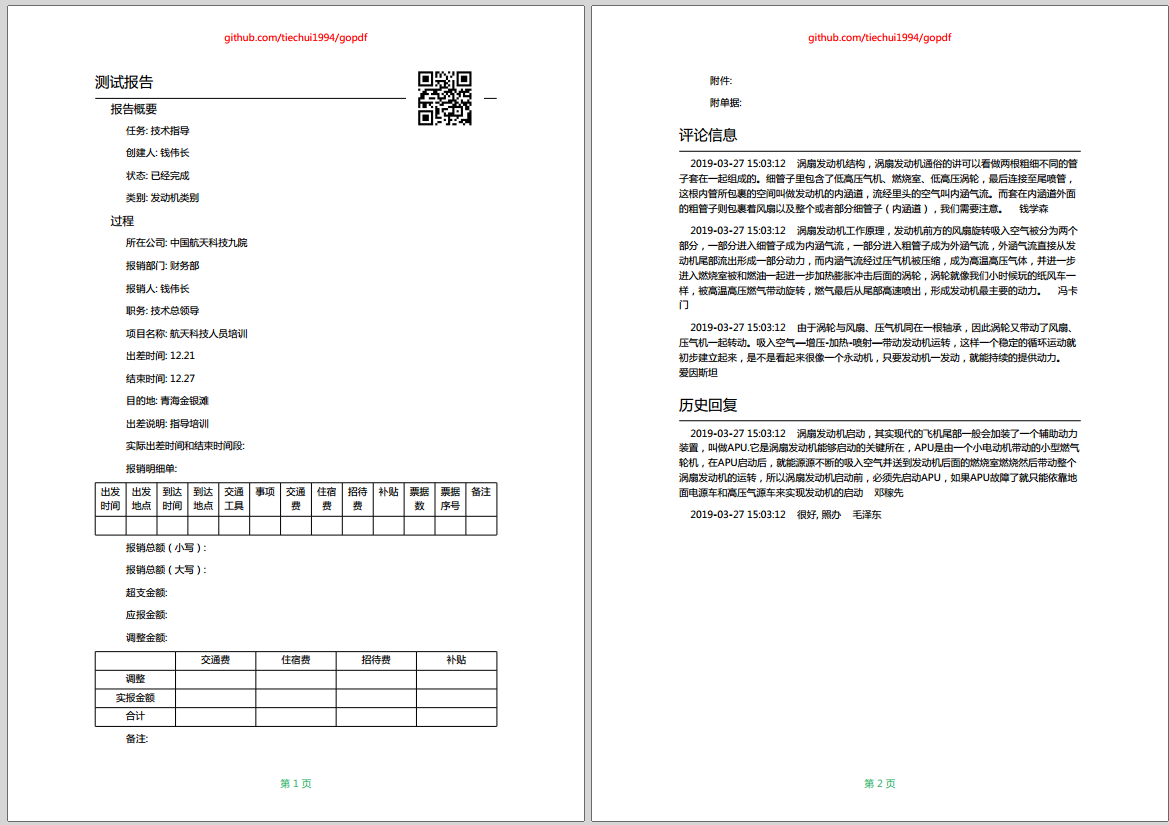 github.com/tiechui1994/gopdf
测试报告
报告概要
任务: 技术指导
创建人: 钱伟长
状态: 已经完成
类别: 发动机类别
过程
所在公司: 中国航天科技九院
报销部门: 财务部
报销人: 钱伟长
职务: 技术总领导
项目名称: 航天科技人员培训
出差时间: 12.21
结束时间: 12.27
目的地: 青海金银滩
出差说明: 指导培训
实际出差时间和结束时间段:
报销明细单:
出发时间 出发地点 到达时间 到达地点 交通工具 事项 交通费 住宿费 招待费 补贴 票据数 票据序号 备注
报销总额（小写）:
报销总额（大写）:
超支金额:
应报金额:
调整金额:
交通费 住宿费 招待费 补贴
调整
实报金额
合计
备注:
第 1 页
github.com/tiechui1994/gopdf
附件:
附单据:
评论信息
2019-03-27 15:03:12 涡扇发动机结构，涡扇发动机通俗的讲可以看做两根粗细不同的管
子套在一起组成的。细管子里包含了低高压气机、燃烧室、低高压涡轮，最后连接至尾喷管，
这根内管所包裹的空间叫做发动机的内涵道，流经里头的空气叫内涵气流。而套在内涵道外面
的粗管子则包裹着风扇以及整个或者部分细管子（内涵道），我们需要注意。 钱学森
2019-03-27 15:03:12 涡扇发动机工作原理，发动机前方的风扇旋转吸入空气被分为两个
部分，一部分进入细管子成为内涵气流，一部分进入粗管子成为外涵气流，外涵气流直接从发
动机尾部流出形成一部分动力，而内涵气流经过压气机被压缩，成为高温高压气体，并进一步
进入燃烧室被和燃油一起进一步加热膨胀冲击后面的涡轮，涡轮就像我们小时候玩的纸风车一
样，被高温高压燃气带动旋转，燃气最后从尾部高速喷出，形成发动机最主要的动力。 冯卡
门
2019-03-27 15:03:12 由于涡轮与风扇、压气机同在一根轴承，因此涡轮又带动了风扇、
压气机一起转动。吸入空气—增压-加热-喷射—带动发动机运转，这样一个稳定的循环运动就
初步建立起来，是不是看起来很像一个永动机，只要发动机一发动，就能持续的提供动力。
爱因斯坦
历史回复
2019-03-27 15:03:12 涡扇发动机启动，其实现代的飞机尾部一般会加装了一个辅助动力
装置，叫做APU.它是涡扇发动机能够启动的关键所在，APU是由一个小电动机带动的小型燃气
轮机，在APU启动后，就能源源不断的吸入空气并送到发动机后面的燃烧室燃烧然后带动整个
涡扇发动机的运转，所以涡扇发动机启动前，必须先启动APU，如果APU故障了就只能依靠地
面电源车和高压气源车来实现发动机的启动 邓稼先
2019-03-27 15:03:12 很好, 照办 毛泽东
第 2 页